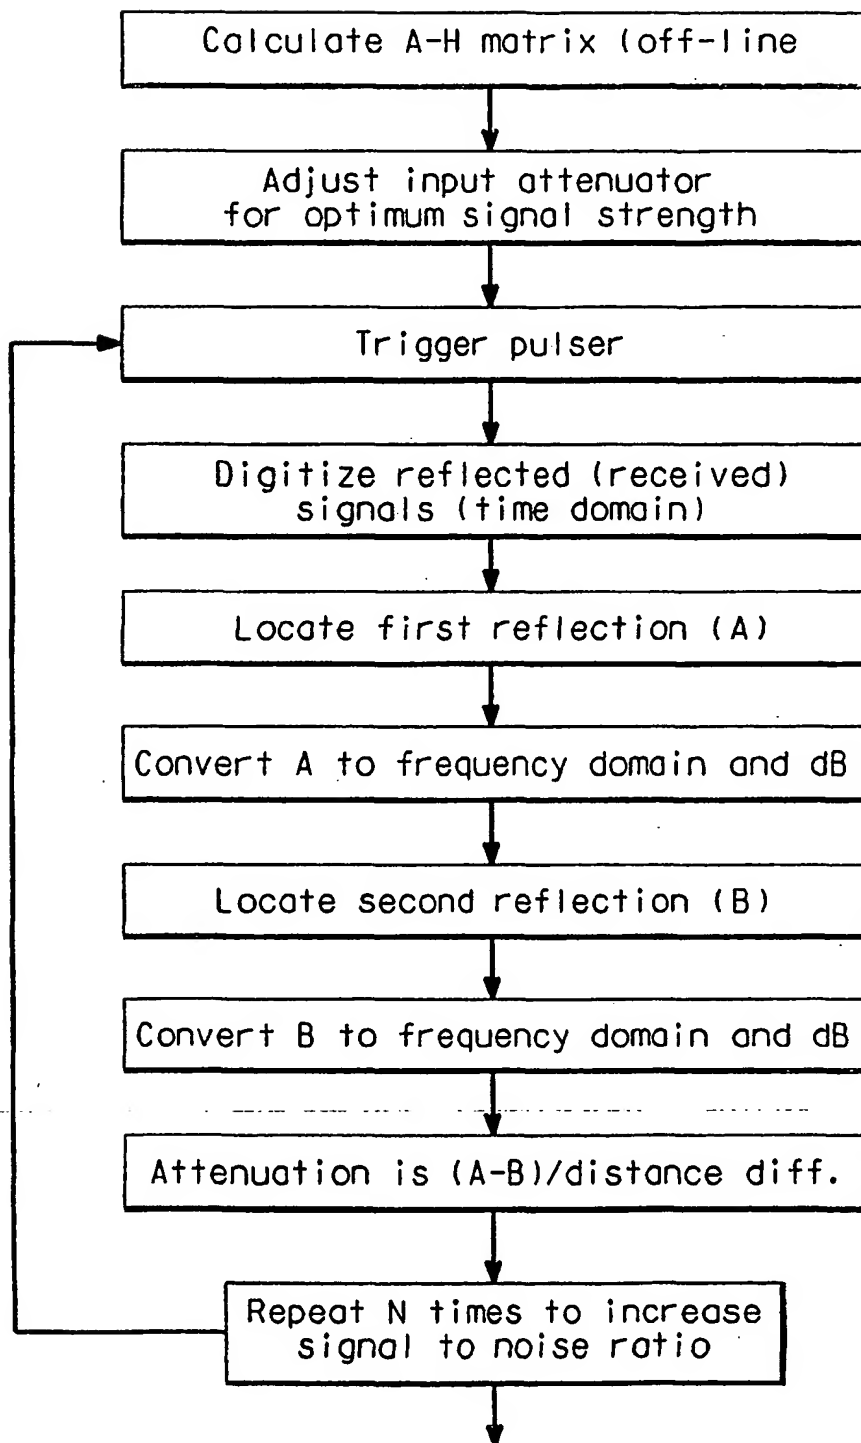 Calculate A-H matrix (off-line
Adjust input attenuator
for optimum signal strength
Trigger pulser
Digitize reflected (received)
signals (time domain)
Locate first reflection (A)
Convert A to frequency domain and dB
Locate second reflection (B)
Convert B to frequency domain and dB
Attenuation is (A-B)/distance diff.
Repeat N times to increase
signal to noise ratio